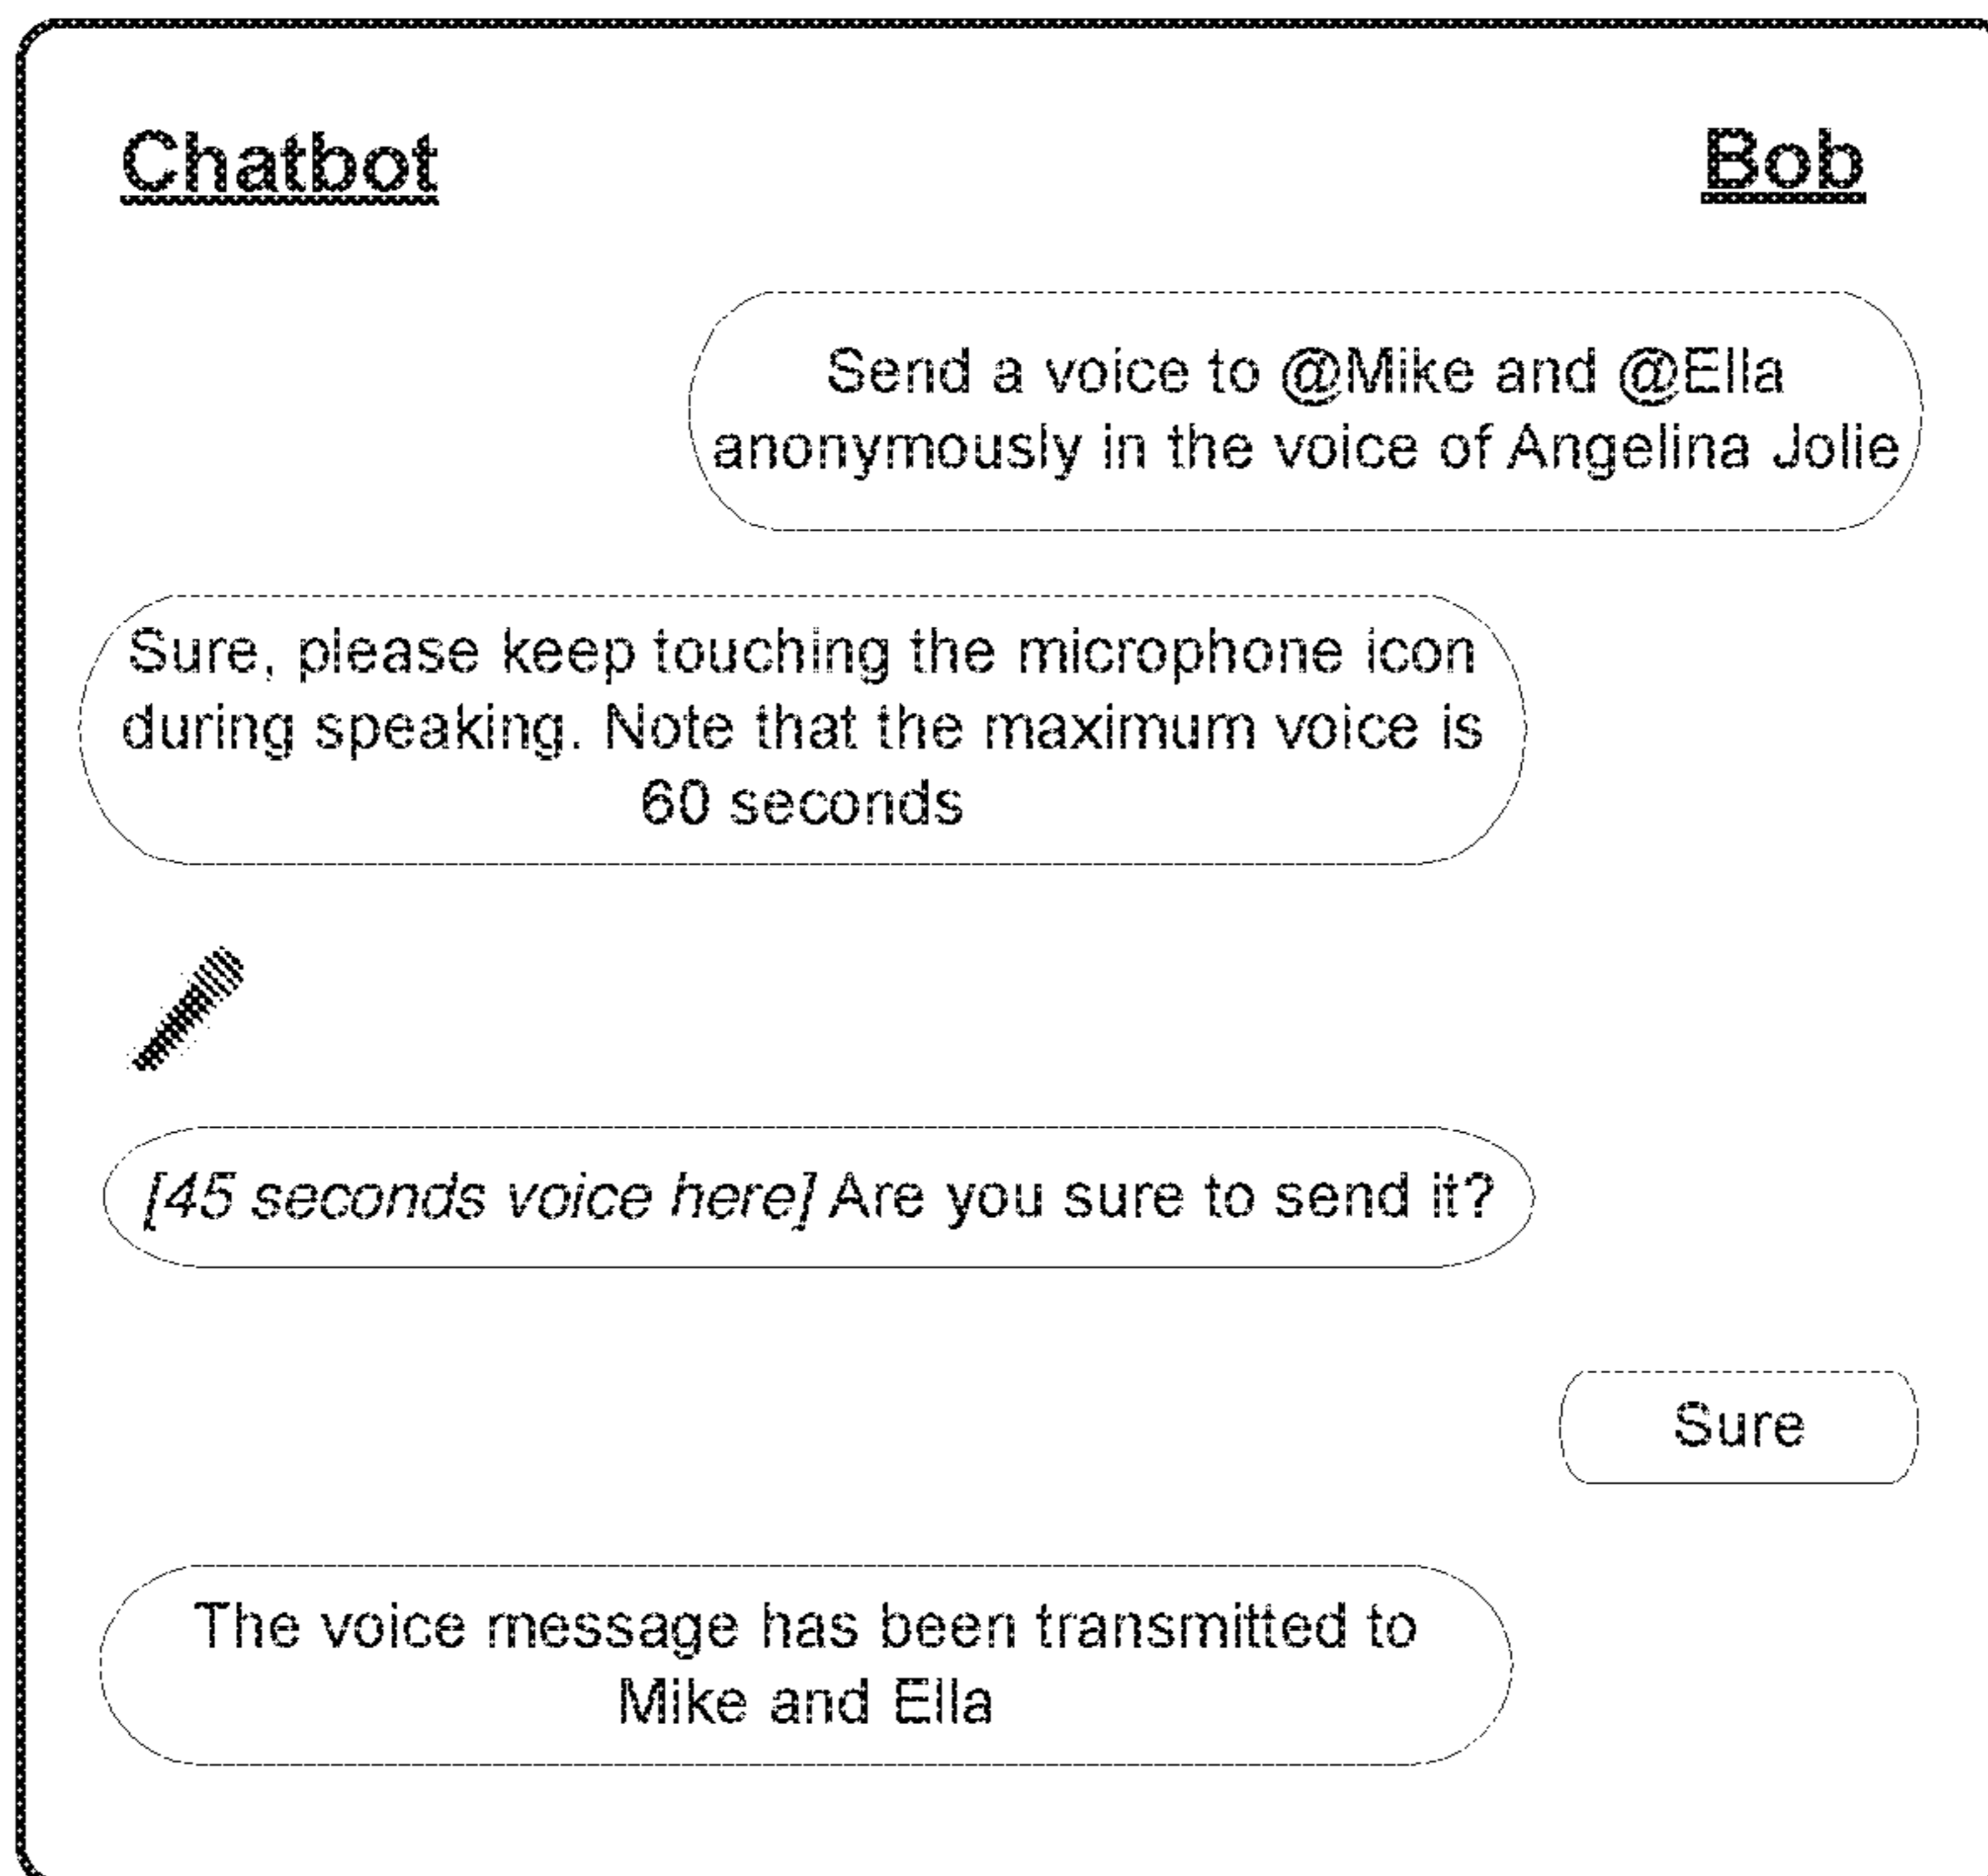 Chatbot
Bob
Send a voice to @Mike and @Ella
anonymously in the voice of Angelina Jolie
Sure, please keep touching the microphone icon
during speaking. Note that the maximum voice is
60 seconds
[45 seconds voice here] Are you sure to send it?
Sure
The voice message has been transmitted to
Mike and Ella